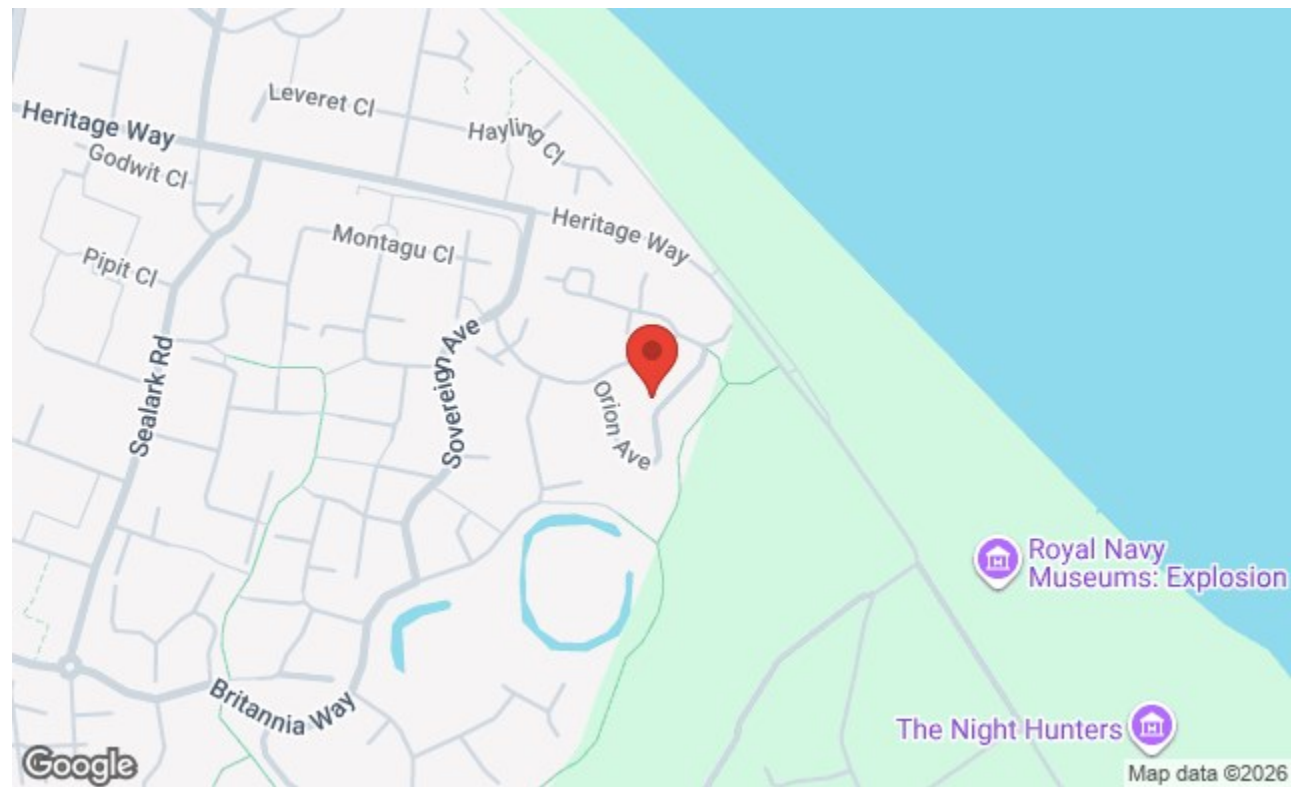 Leveret Cl
Hayling Cl
Heritage Way
Godwit Cl
Heritage Way
Montagu Cl
Pipit Cl
Sovereign Ave
Sealark Rd
Orion Ave
Royal Navy
Museums: Explosion
Britannia Way
The Night Hunters
Google
Map data ©2026